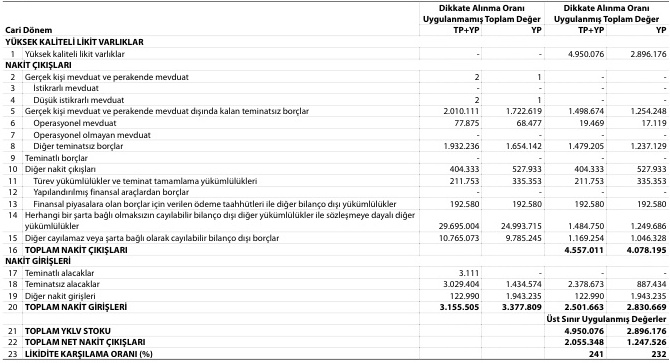 Dikkate Alınma Oranı Dikkate Alınma Oranı
Uygulanmamış Toplam Değer Uygulanmış Toplam Değer
Cari Dönem TP+YP YP TP+YP YP
YÜKSEK KALİTELİ LİKİT VARLIKLAR
1 Yüksek kaliteli likit varlıklar - - 4.950.076 2.896.176
NAKİT ÇIKIŞLARI
2 Gerçek kişi mevduat ve perakende mevduat 2 1 - -
3 İstikrarlı mevduat - - - -
4 Düşük istikrarlı mevduat 2 1 - -
5 Gerçek kişi mevduat ve perakende mevduat dışında kalan teminatsız borçlar 2.010.111 1.722.619 1.498.674 1.254.248
6 Operasyonel mevduat 77.875 68.477 19.469 17.119
7 Operasyonel olmayan mevduat - - - -
8 Diğer teminatsız borçlar 1.932.236 1.654.142 1.479.205 1.237.129
9 Teminatlı borçlar - - - -
10 Diğer nakit çıkışları 404.333 527.933 404.333 527.933
11 Türev yükümlülükler ve teminat tamamlama yükümlülükleri 211.753 335.353 211.753 335.353
12 Yapılandırılmış finansal araçlardan borçlar - - - -
13 Finansal piyasalara olan borçlar için verilen ödeme taahhütleri ile diğer bilanço dışı yükümlülükler 192.580 192.580 192.580 192.580
14 Herhangi bir şarta bağlı olmaksızın cayılabilir bilanço dışı diğer yükümlülükler ile sözleşmeye dayalı diğer
yükümlülükler 29.695.004 24.993.715 1.484.750 1.249.686
15 Diğer cayılamaz veya şarta bağlı olarak cayılabilir bilanço dışı borçlar 10.765.073 9.785.245 1.169.254 1.046.328
16 TOPLAM NAKİT ÇIKIŞLARI 4.557.011 4.078.195
NAKİT GİRİŞLERİ
17 Teminatlı alacaklar 3.111 - - -
18 Teminatsız alacaklar 3.029.404 1.434.574 2.378.673 887.434
19 Diğer nakit girişleri 122.990 1.943.235 122.990 1.943.235
20 TOPLAM NAKİT GİRİŞLERİ 3.155.505 3.377.809 2.501.663 2.830.669
Üst Sınır Uygulanmış Değerler
21 TOPLAM YKLV STOKU 4.950.076 2.896.176
22 TOPLAM NET NAKİT ÇIKIŞLARI 2.055.348 1.247.526
23 LİKİDİTE KARŞILAMA ORANI (%) 241 232